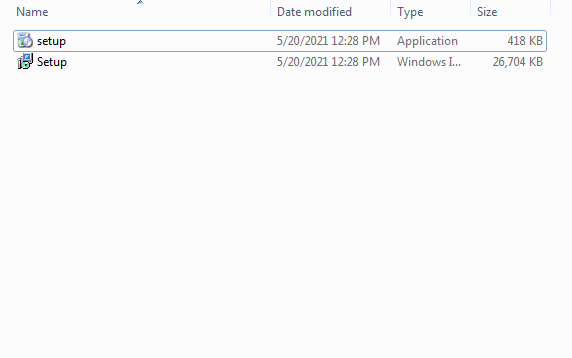 Name Date modified Type Size
setup 5/20/2021 12:28 PM Application 418 KB
Setup 5/20/2021 12:28 PM Windows I... 26,704 KB